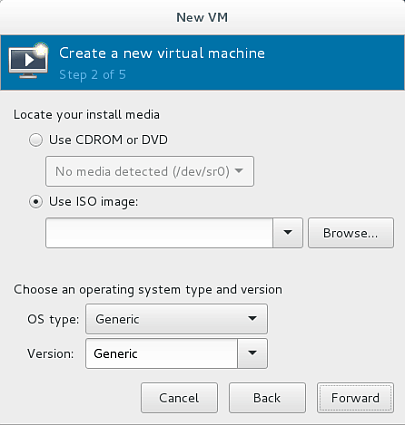 New VM
Create a new virtual machine
Step 2 of 5
Locate your install media
Use CDROM or DVD
No media detected (/dev/sr0)
Use ISO image:
Browse...
Choose an operating system type and version
OS type: Generic
Version: Generic
Cancel Back Forward